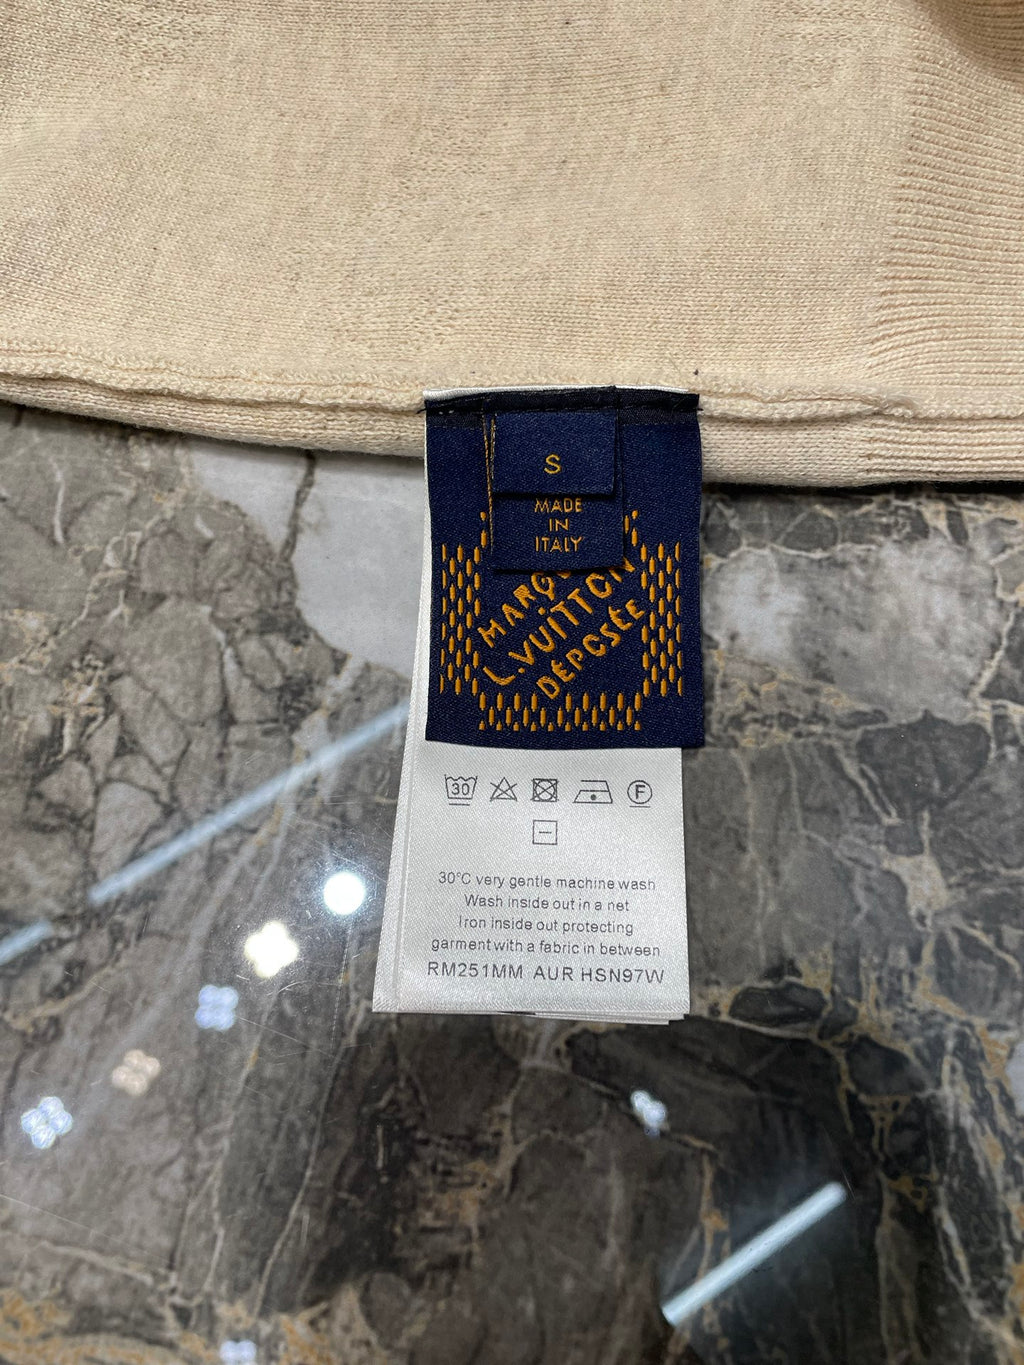 S
MADE
IN
ITALY
L.VUITTON
DÉPOSÉE
30
F
30°C very gentle machine wash
Wash inside out in a net
Iron inside out protecting
garment with a fabric in between
RM251MM AUR HSN97W